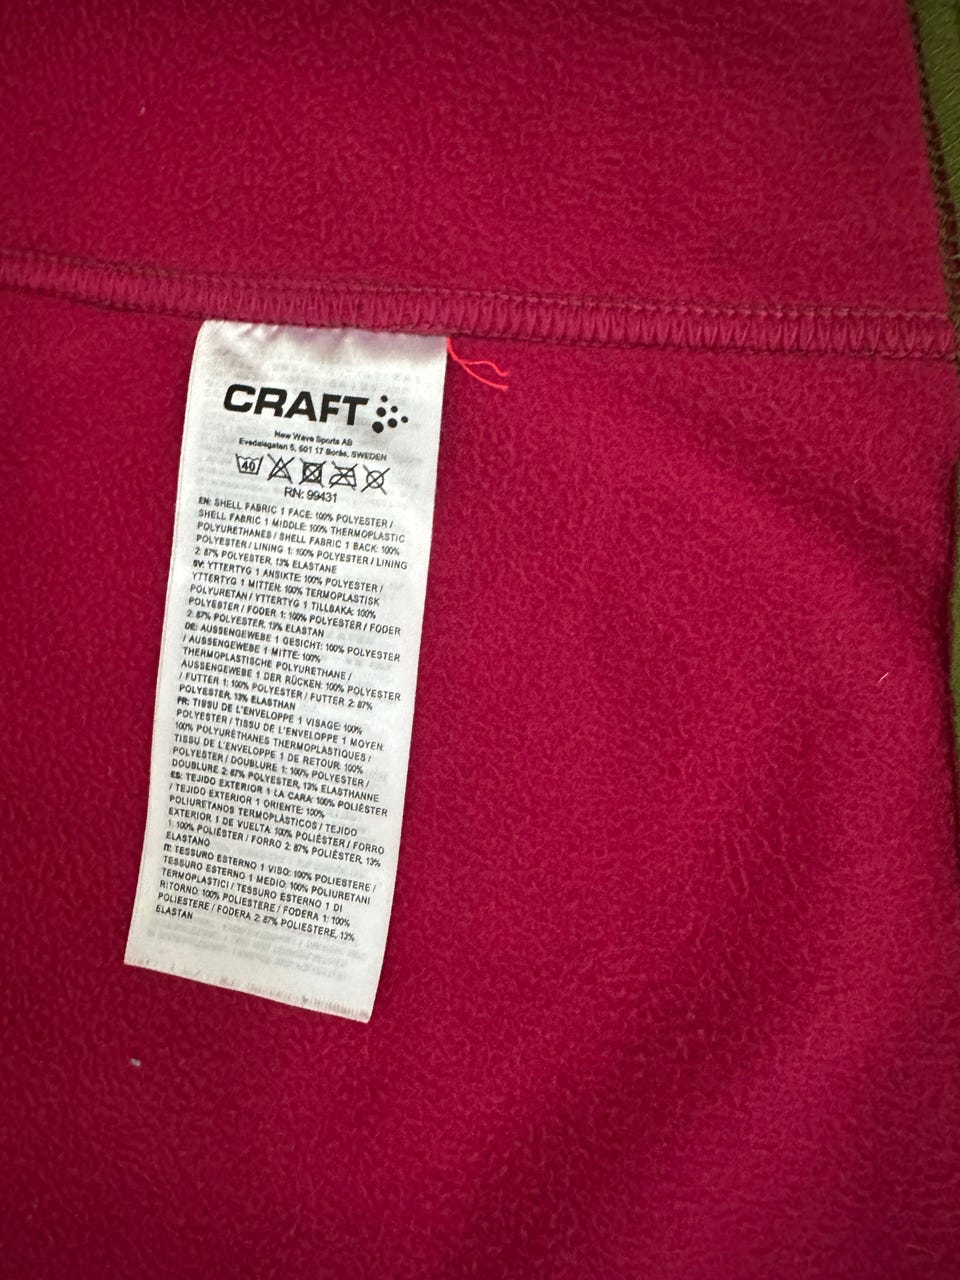 CRAFT
New Wave Sports AB
Evedalsgatan 5, 501 17 Borås, SWEDEN
40
RN: 99431
EN: SHELL FABRIC 1 FACE: 100% POLYESTER /
SHELL FABRIC 1 MIDDLE: 100% THERMOPLASTIC
POLYURETHANES / SHELL FABRIC 1 BACK: 100%
POLYESTER / LINING 1: 100% POLYESTER / LINING
2: 87% POLYESTER, 13% ELASTANE
SV: YTTERTYG 1 ANSIKTE: 100% POLYESTER /
YTTERTYG 1 MITTEN: 100% TERMOPLASTISK
POLYURETAN / YTTERTYG 1 TILLBAKA: 100%
POLYESTER / FODER 1: 100% POLYESTER / FODER
2: 87% POLYESTER, 13% ELASTAN
DE: AUSSENGEWEBE 1 GESICHT: 100% POLYESTER
/ AUSSENGEWEBE 1 MITTE: 100%
THERMOPLASTISCHE POLYURETHANE /
AUSSENGEWEBE 1 DER RÜCKEN: 100% POLYESTER
/ FUTTER 1: 100% POLYESTER / FUTTER 2: 87%
POLYESTER, 13% ELASTHAN
FR: TISSU DE L'ENVELOPPE 1 VISAGE: 100%
POLYESTER / TISSU DE L'ENVELOPPE 1 MOYEN:
100% POLYURÉTHANES THERMOPLASTIQUES /
TISSU DE L'ENVELOPPE 1 DE RETOUR: 100%
POLYESTER / DOUBLURE 1: 100% POLYESTER /
DOUBLURE 2: 87% POLYESTER, 13% ELASTHANNE
ES: TEJIDO EXTERIOR 1 LA CARA: 100% POLIÉSTER
/ TEJIDO EXTERIOR 1 ORIENTE: 100%
POLIURETANOS TERMOPLÁSTICOS / TEJIDO
EXTERIOR 1 DE VUELTA: 100% POLIÉSTER / FORRO
1: 100% POLIÉSTER / FORRO 2: 87% POLIÉSTER, 13%
ELASTANO
IT: TESSURO ESTERNO 1 VISO: 100% POLIESTERE /
TESSURO ESTERNO 1 MEDIO: 100% POLIURETANI
TERMOPLASTICI / TESSURO ESTERNO 1 DI
RITORNO: 100% POLIESTERE / FODERA 1: 100%
POLIESTERE / FODERA 2: 87% POLIESTERE, 13%
ELASTAN